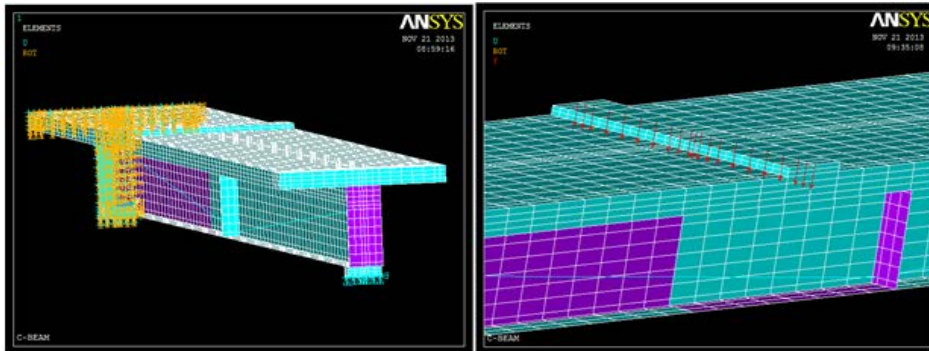 1
ELEMENTS
U
ROT
ANSYS
NOV 21 2013
08:59:16
C-BEAM
ELEMENTS
U
ROT
F
ANSYS
NOV 21 2013
09:35:08
C-BEAM